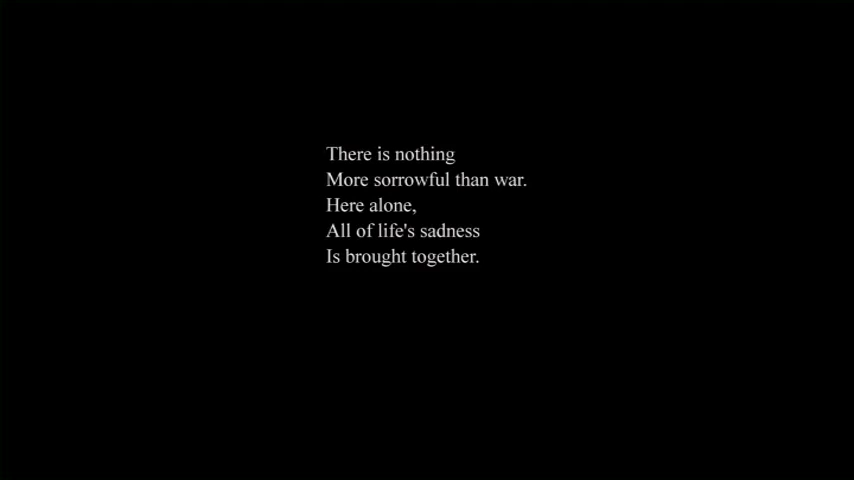 There is nothing
More sorrowful than war.
Here alone,
All of life's sadness
Is brought together.